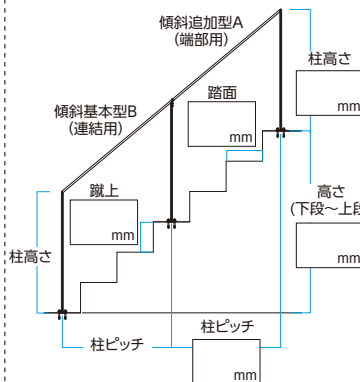 傾斜追加型A
(端部用)
柱高さ
mm
踏面
mm
傾斜基本型B
(連結用)
蹴上
mm
高さ
(下段～上段
mm
柱高さ
柱ピッチ
柱ピッチ
mm